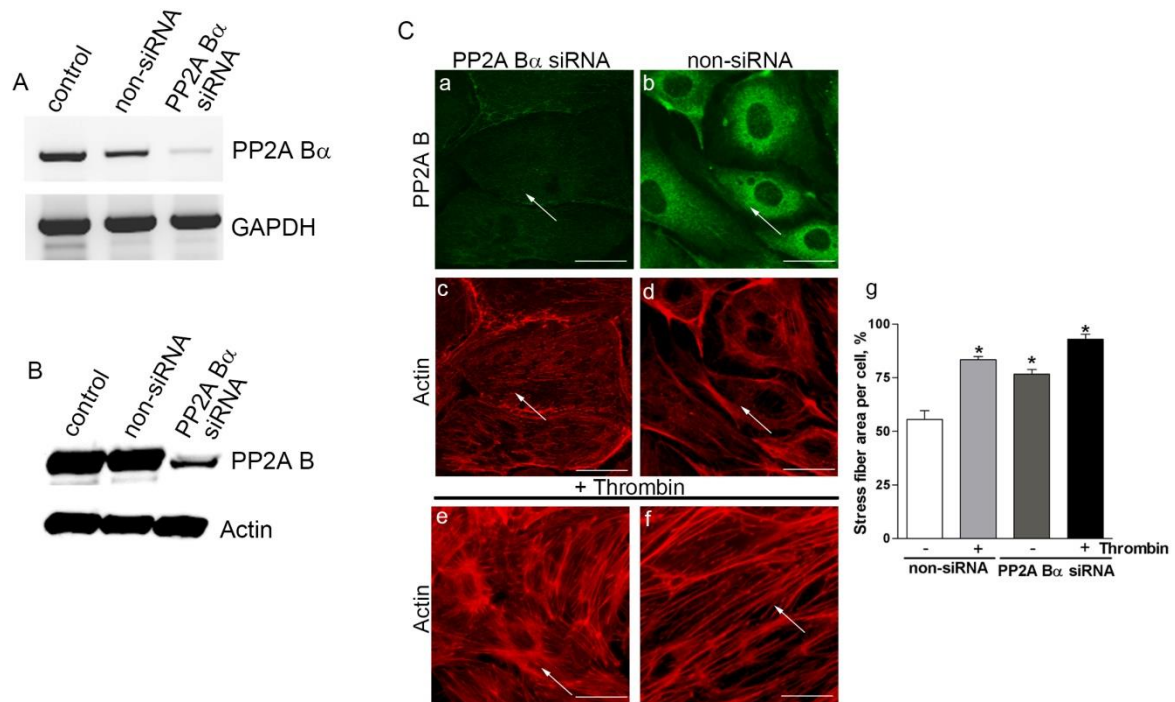 A
control
non-siRNA
PP2A Bα
siRNA
PP2A Bα
GAPDH
B
control
non-siRNA
PP2A Bα
siRNA
PP2A B
Actin
C
PP2A Bα siRNA
non-siRNA
PP2A B
a
b
Actin
c
d
+ Thrombin
Actin
e
f
g
Stress fiber area per cell, %
100
75
50
25
0
*
*
*
- + - + Thrombin
non-siRNA PP2A Bα siRNA